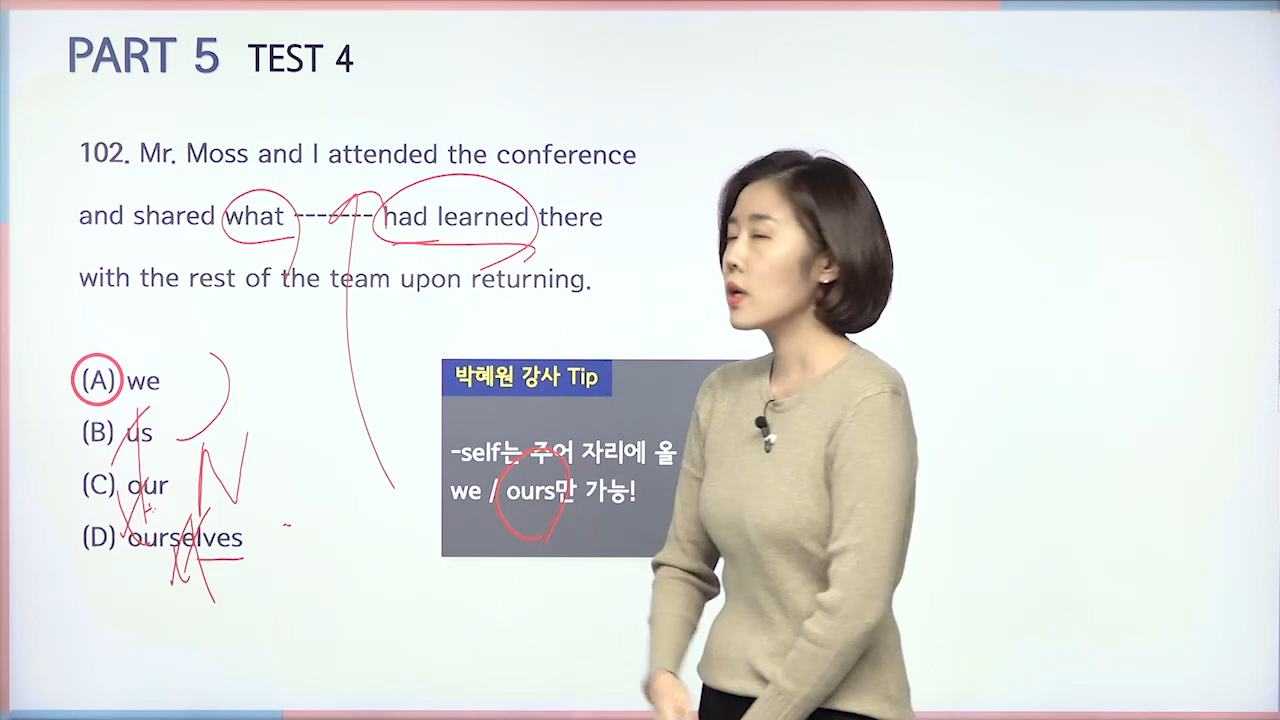 PART 5 TEST 4
102. Mr. Moss and I attended the conference
and shared what ------- had learned there
with the rest of the team upon returning.
(A) we
(B) us
(C) our
(D) ourselves
N
박혜원 강사 Tip
-self는 주어 자리에 올
we / ours만 가능!